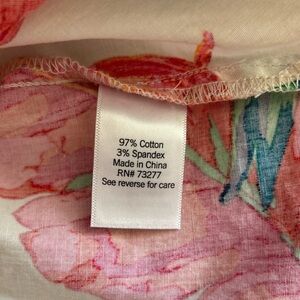 97% Cotton
3% Spandex
Made in China
RN# 73277
See reverse for care